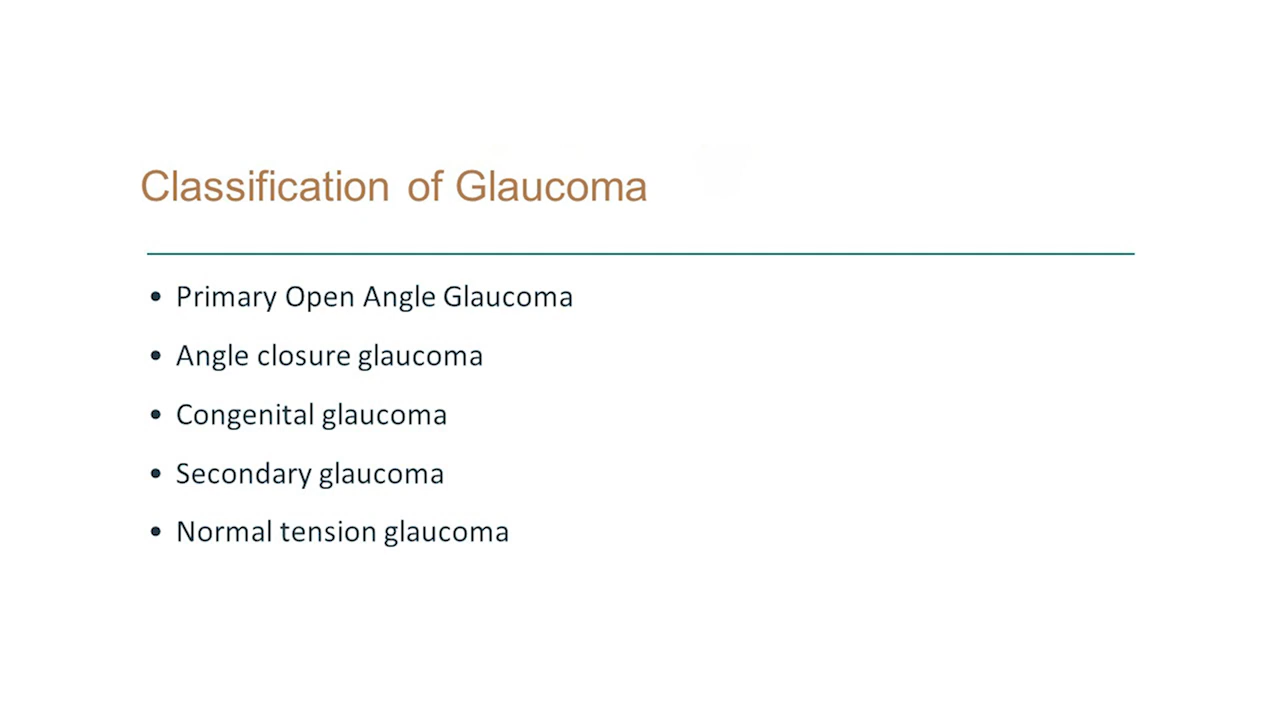 Classification of Glaucoma
• Primary Open Angle Glaucoma
• Angle closure glaucoma
• Congenital glaucoma
• Secondary glaucoma
• Normal tension glaucoma